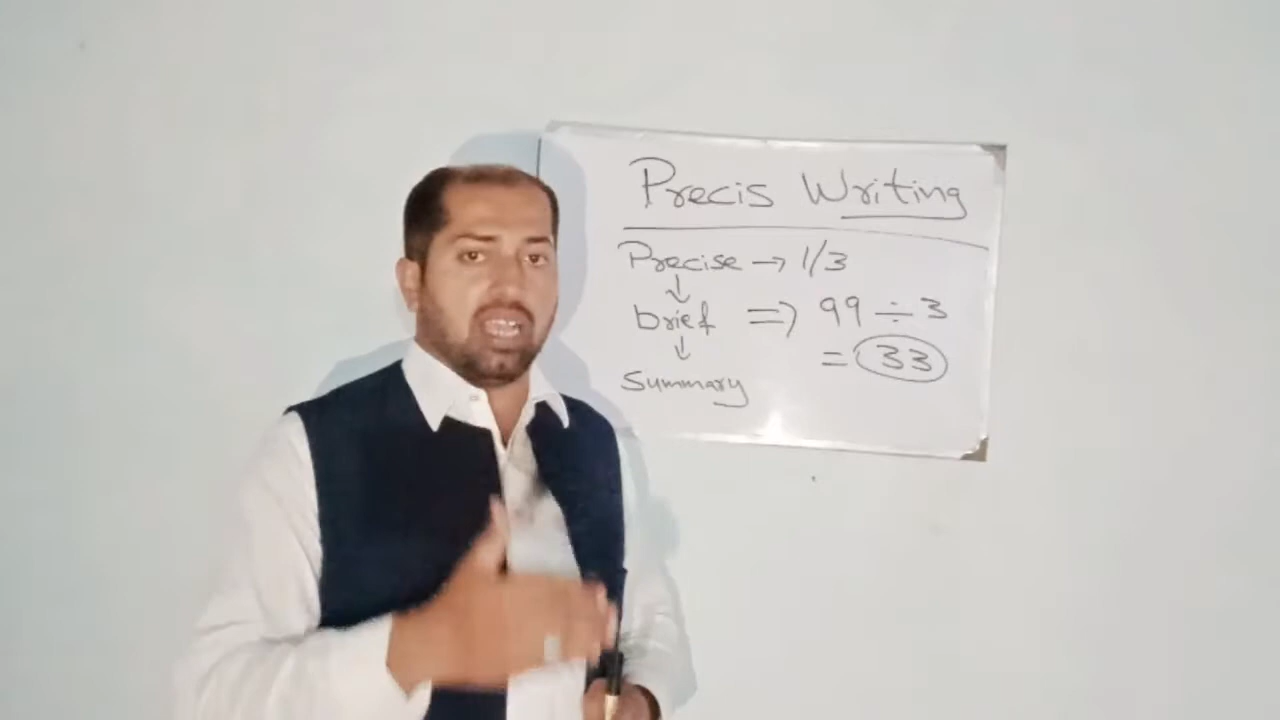 Precis Writing
Precise → 1/3
↓
brief ⇒ 99 ÷ 3
↓
= 33
Summary